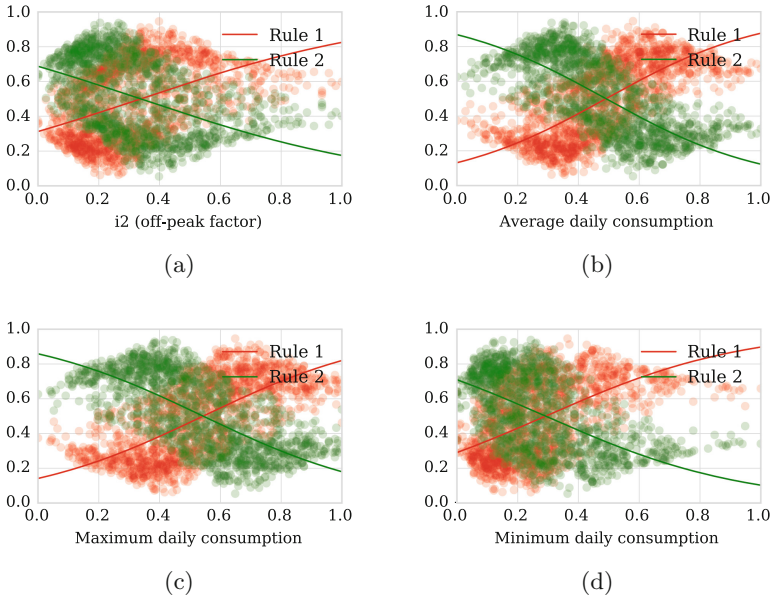 1.0
0.8
0.6
0.4
0.2
0.0
Rule 1
Rule 2
0.0 0.2 0.4 0.6 0.8 1.0
i2 (off-peak factor)
(a)
1.0
0.8
0.6
0.4
0.2
0.0
Rule 1
Rule 2
0.0 0.2 0.4 0.6 0.8 1.0
Average daily consumption
(b)
1.0
0.8
0.6
0.4
0.2
0.0
Rule 1
Rule 2
0.0 0.2 0.4 0.6 0.8 1.0
Maximum daily consumption
(c)
1.0
0.8
0.6
0.4
0.2
0.0
Rule 1
Rule 2
0.0 0.2 0.4 0.6 0.8 1.0
Minimum daily consumption
(d)